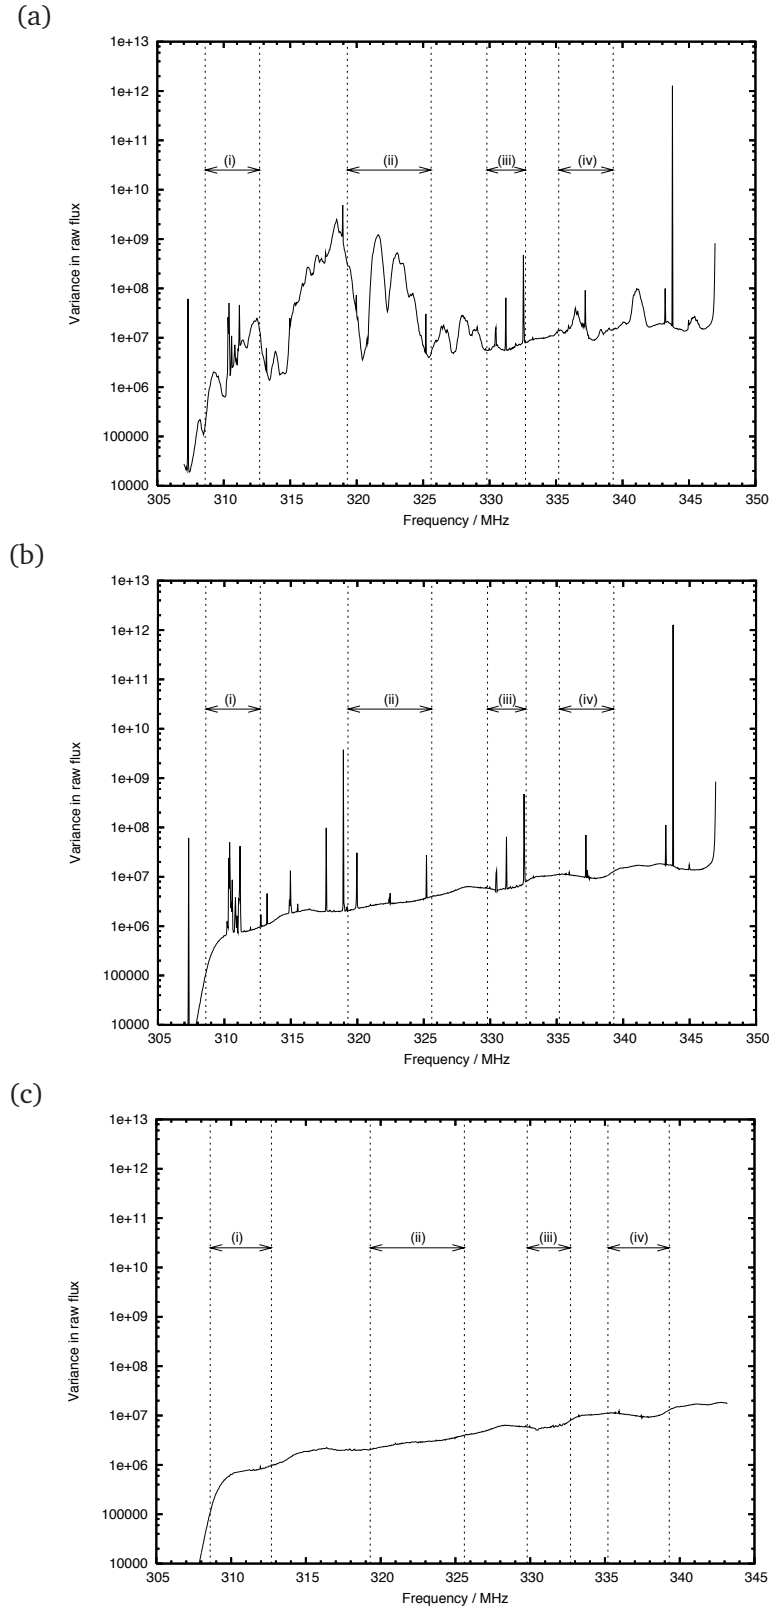 (a)
1e+13
1e+12
1e+11
1e+10
1e+09
1e+08
1e+07
1e+06
100000
10000
Variance in raw flux
(i) (ii) (iii) (iv)
305 310 315 320 325 330 335 340 345 350
Frequency / MHz
(b)
1e+13
1e+12
1e+11
1e+10
1e+09
1e+08
1e+07
1e+06
100000
10000
Variance in raw flux
(i) (ii) (iii) (iv)
305 310 315 320 325 330 335 340 345 350
Frequency / MHz
(c)
1e+13
1e+12
1e+11
1e+10
1e+09
1e+08
1e+07
1e+06
100000
10000
Variance in raw flux
(i) (ii) (iii) (iv)
305 310 315 320 325 330 335 340 345
Frequency / MHz